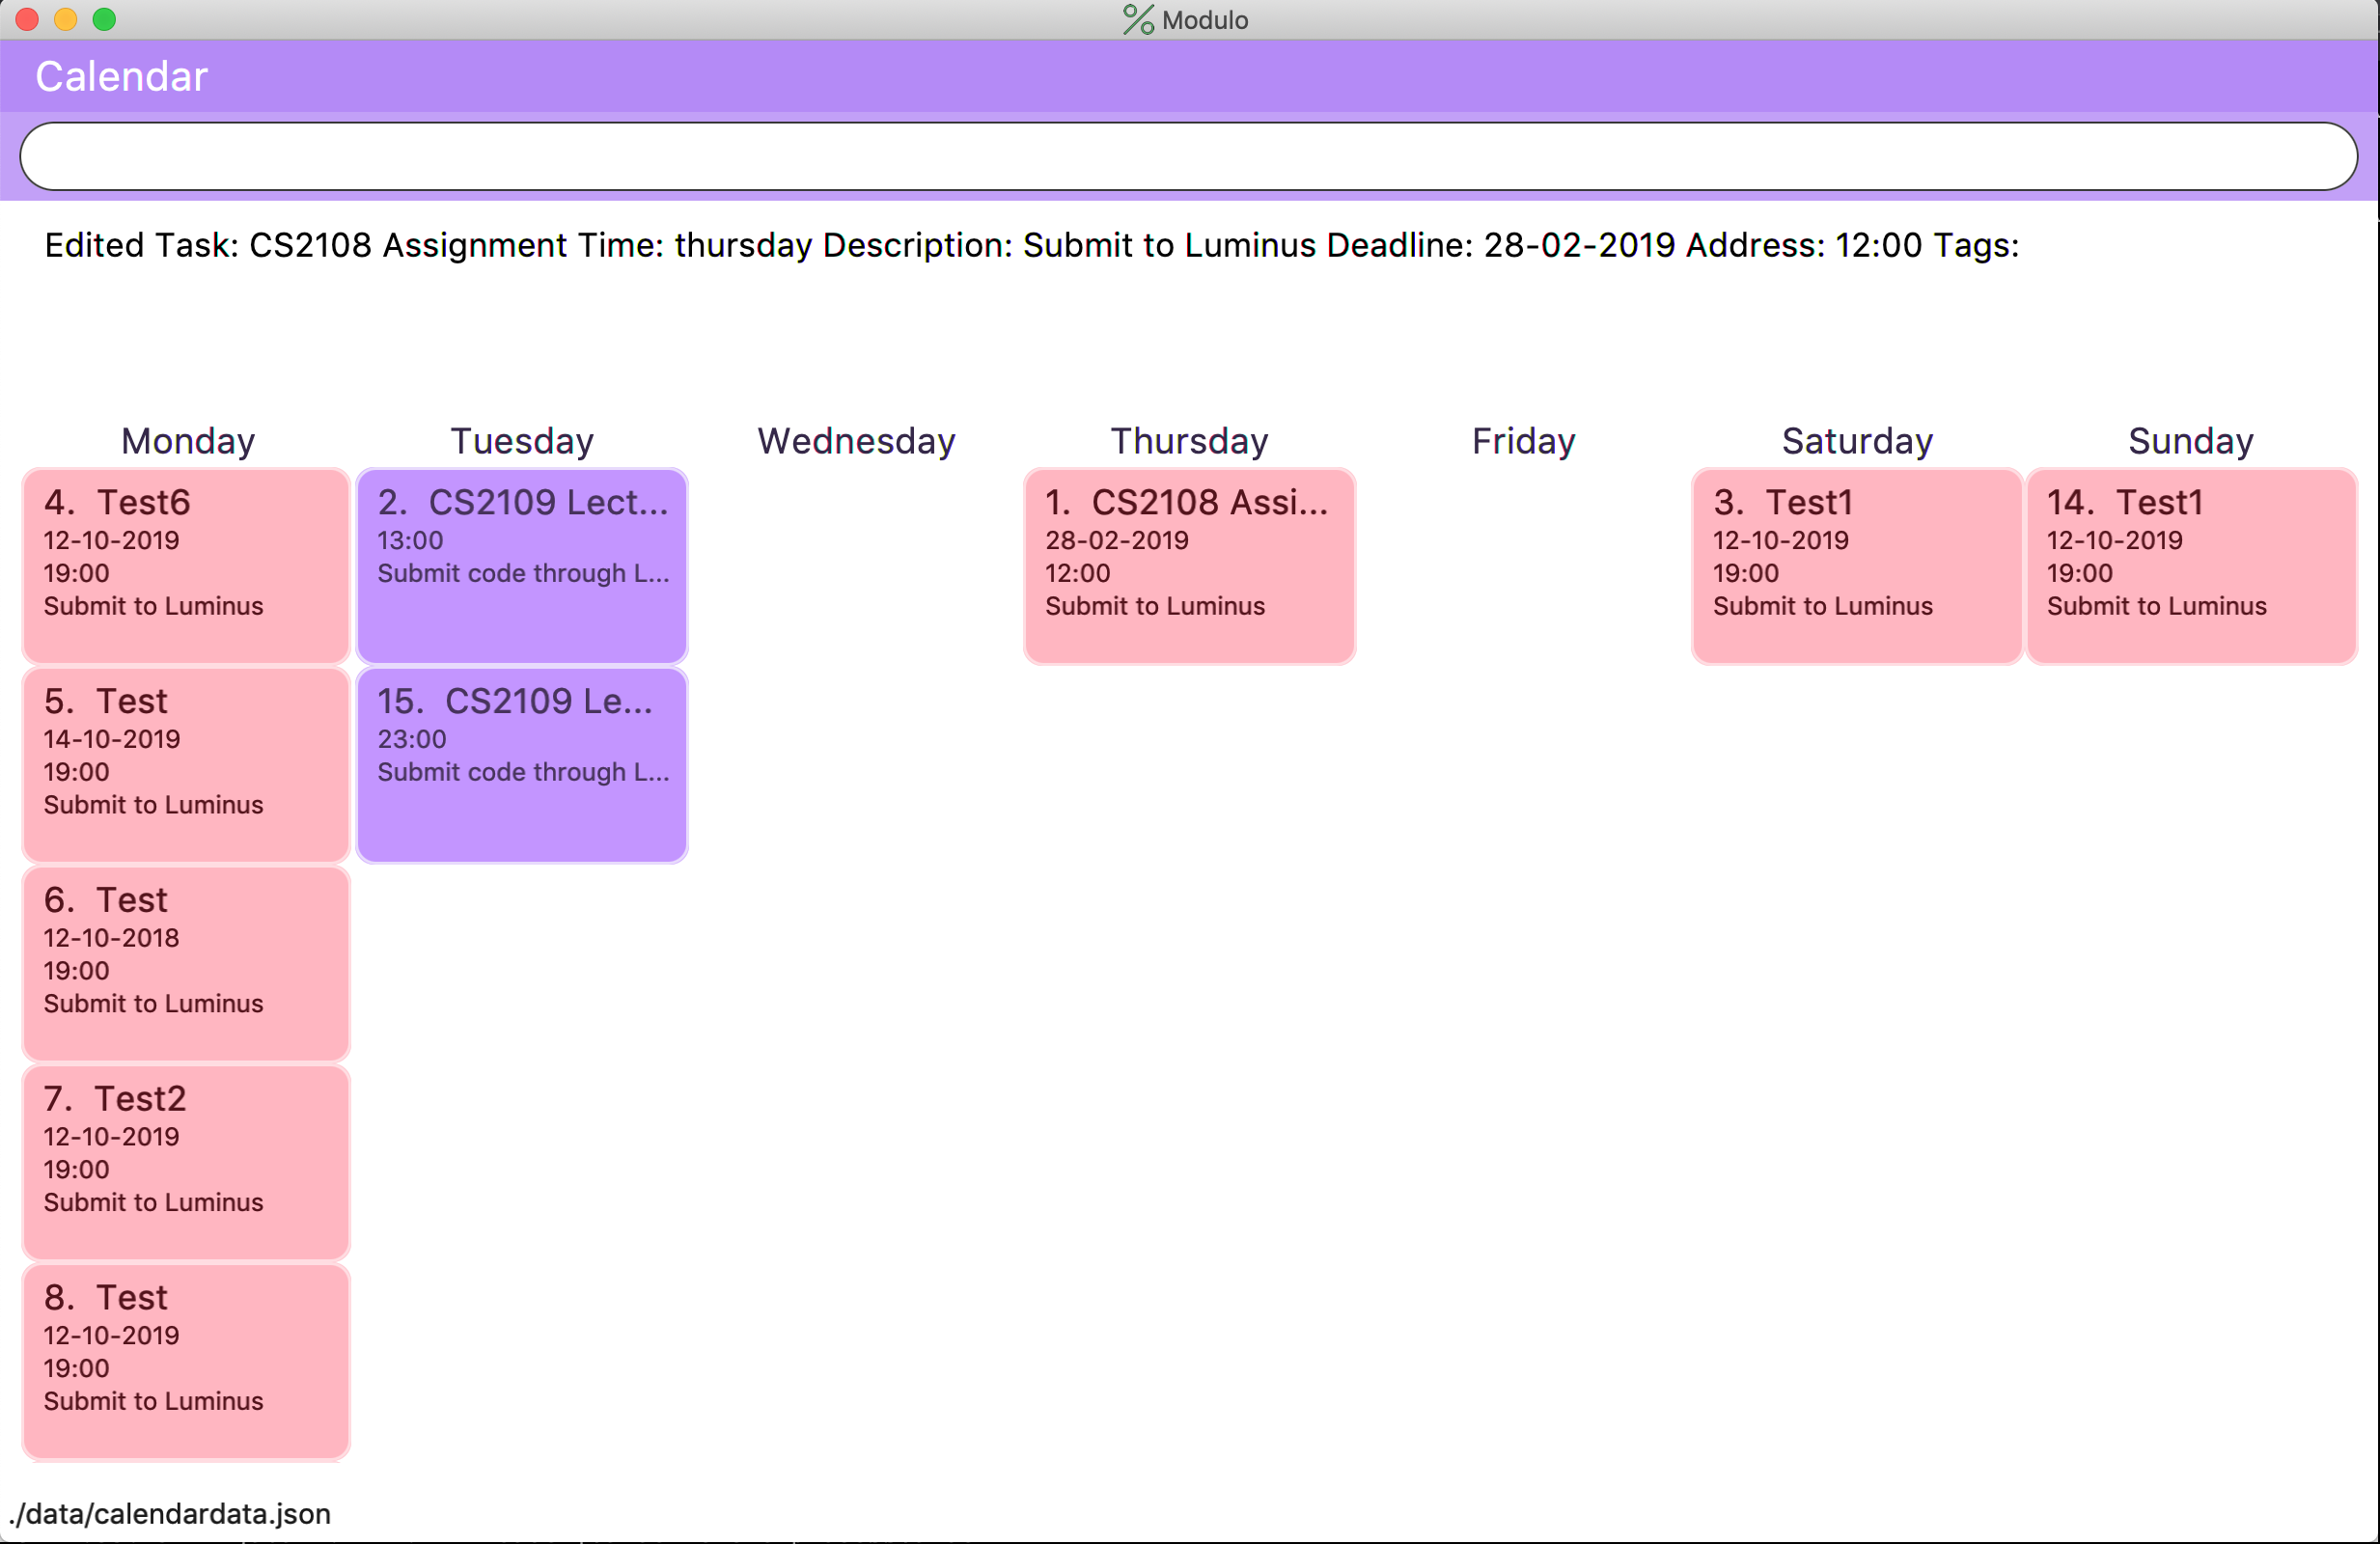 Modulo
Calendar
Edited Task: CS2108 Assignment Time: thursday Description: Submit to Luminus Deadline: 28-02-2019 Address: 12:00 Tags:
Monday
4. Test6
12-10-2019
19:00
Submit to Luminus
5. Test
14-10-2019
19:00
Submit to Luminus
6. Test
12-10-2018
19:00
Submit to Luminus
7. Test2
12-10-2019
19:00
Submit to Luminus
8. Test
12-10-2019
19:00
Submit to Luminus
Tuesday
2. CS2109 Lect...
13:00
Submit code through L...
15. CS2109 Le...
23:00
Submit code through L...
Wednesday
Thursday
1. CS2108 Assi...
28-02-2019
12:00
Submit to Luminus
Friday
Saturday
3. Test1
12-10-2019
19:00
Submit to Luminus
Sunday
14. Test1
12-10-2019
19:00
Submit to Luminus
./data/calendardata.json